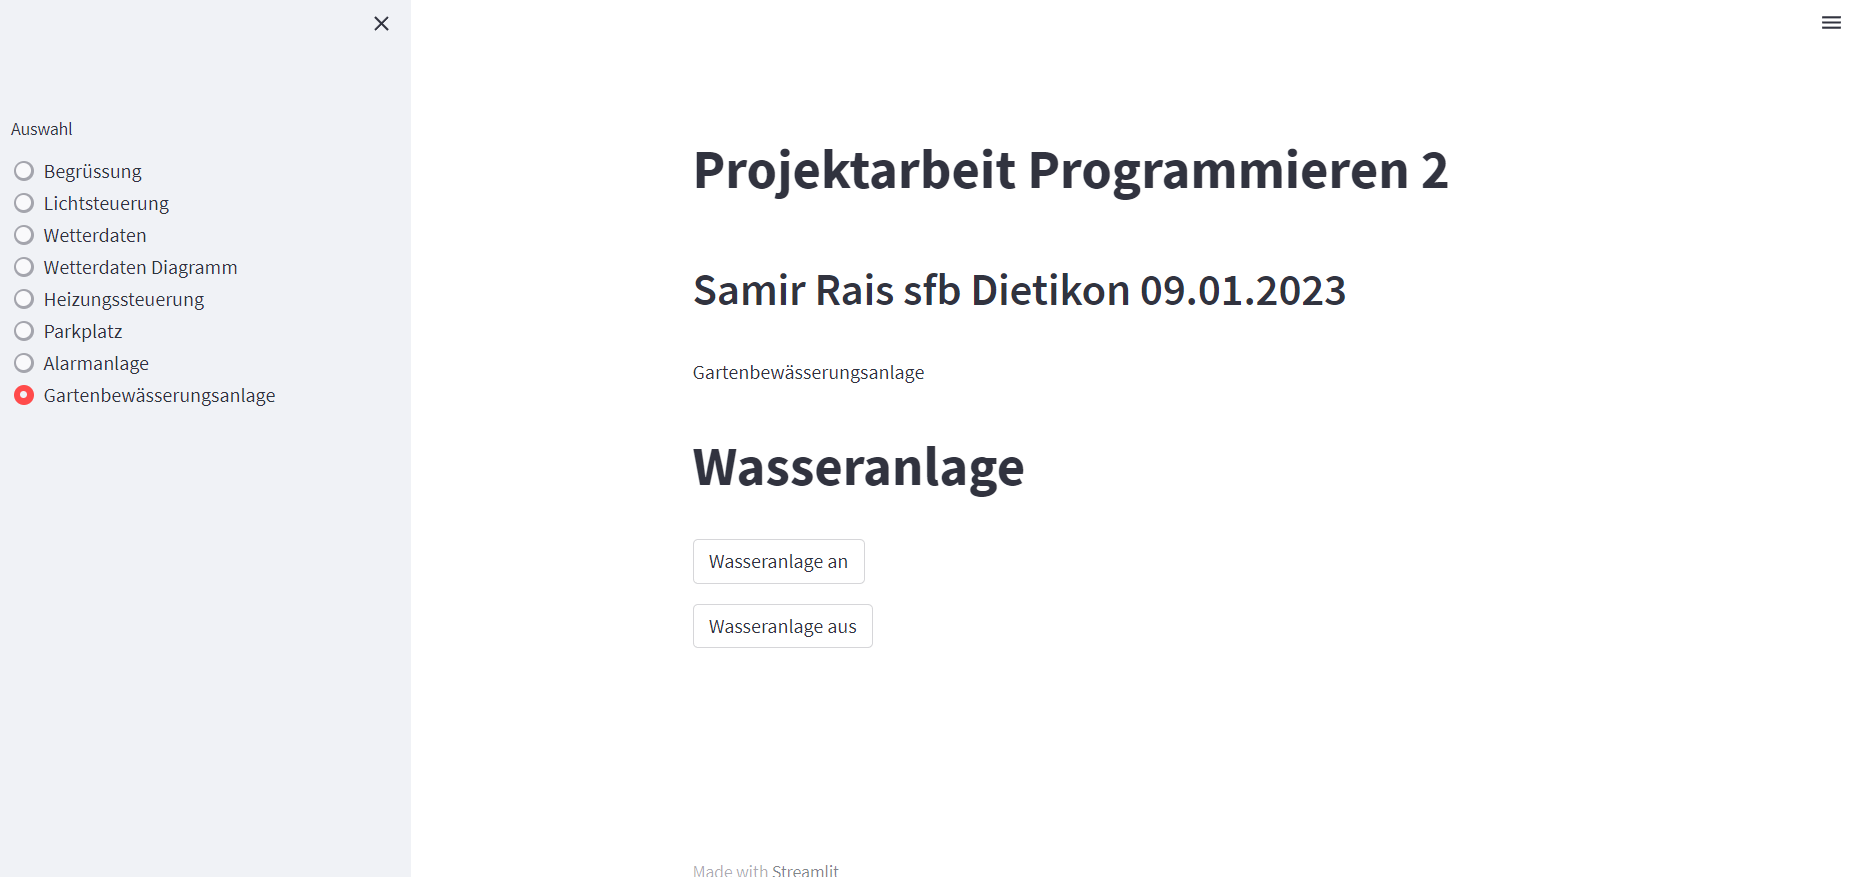 Auswahl
Begrüssung
Lichtsteuerung
Wetterdaten
Wetterdaten Diagramm
Heizungssteuerung
Parkplatz
Alarmanlage
Gartenbewässerungsanlage
Projektarbeit Programmieren 2
Samir Rais sfb Dietikon 09.01.2023
Gartenbewässerungsanlage
Wasseranlage
Wasseranlage an
Wasseranlage aus
Made with Streamlit